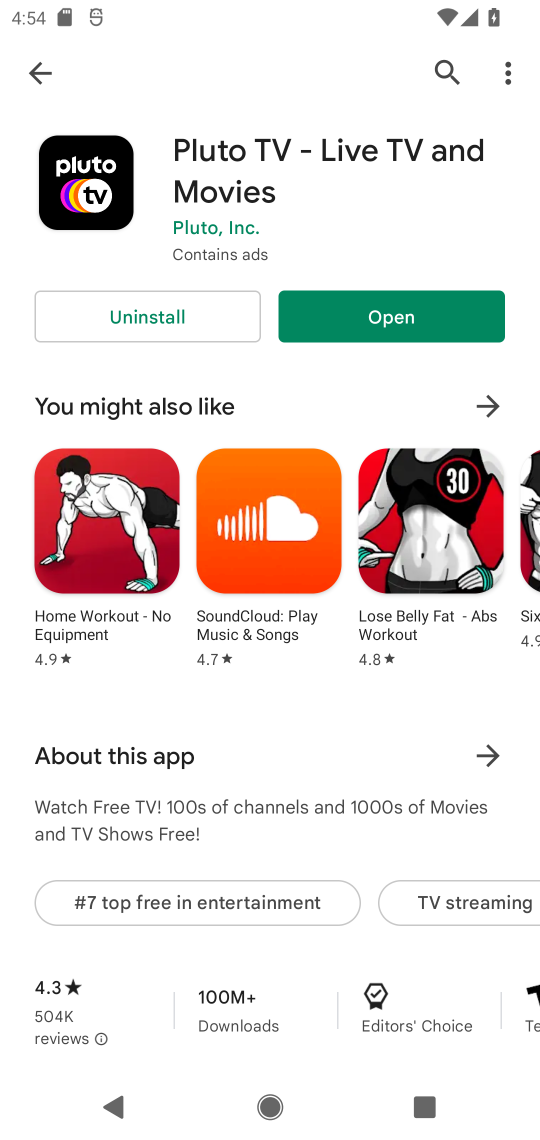 4:54
pluto
tv
Pluto TV - Live TV and
Movies
Pluto, Inc.
Contains ads
Uninstall
Open
You might also like
30
Home Workout - No
Equipment
4.9★
SoundCloud: Play
Music & Songs
4.7★
Lose Belly Fat - Abs
Workout
4.8★
Six
4.9
About this app
Watch Free TV! 100s of channels and 1000s of Movies
and TV Shows Free!
#7 top free in entertainment
TV streaming
4.3★
504K
reviews
100M+
Downloads
Editors' Choice
T
Te